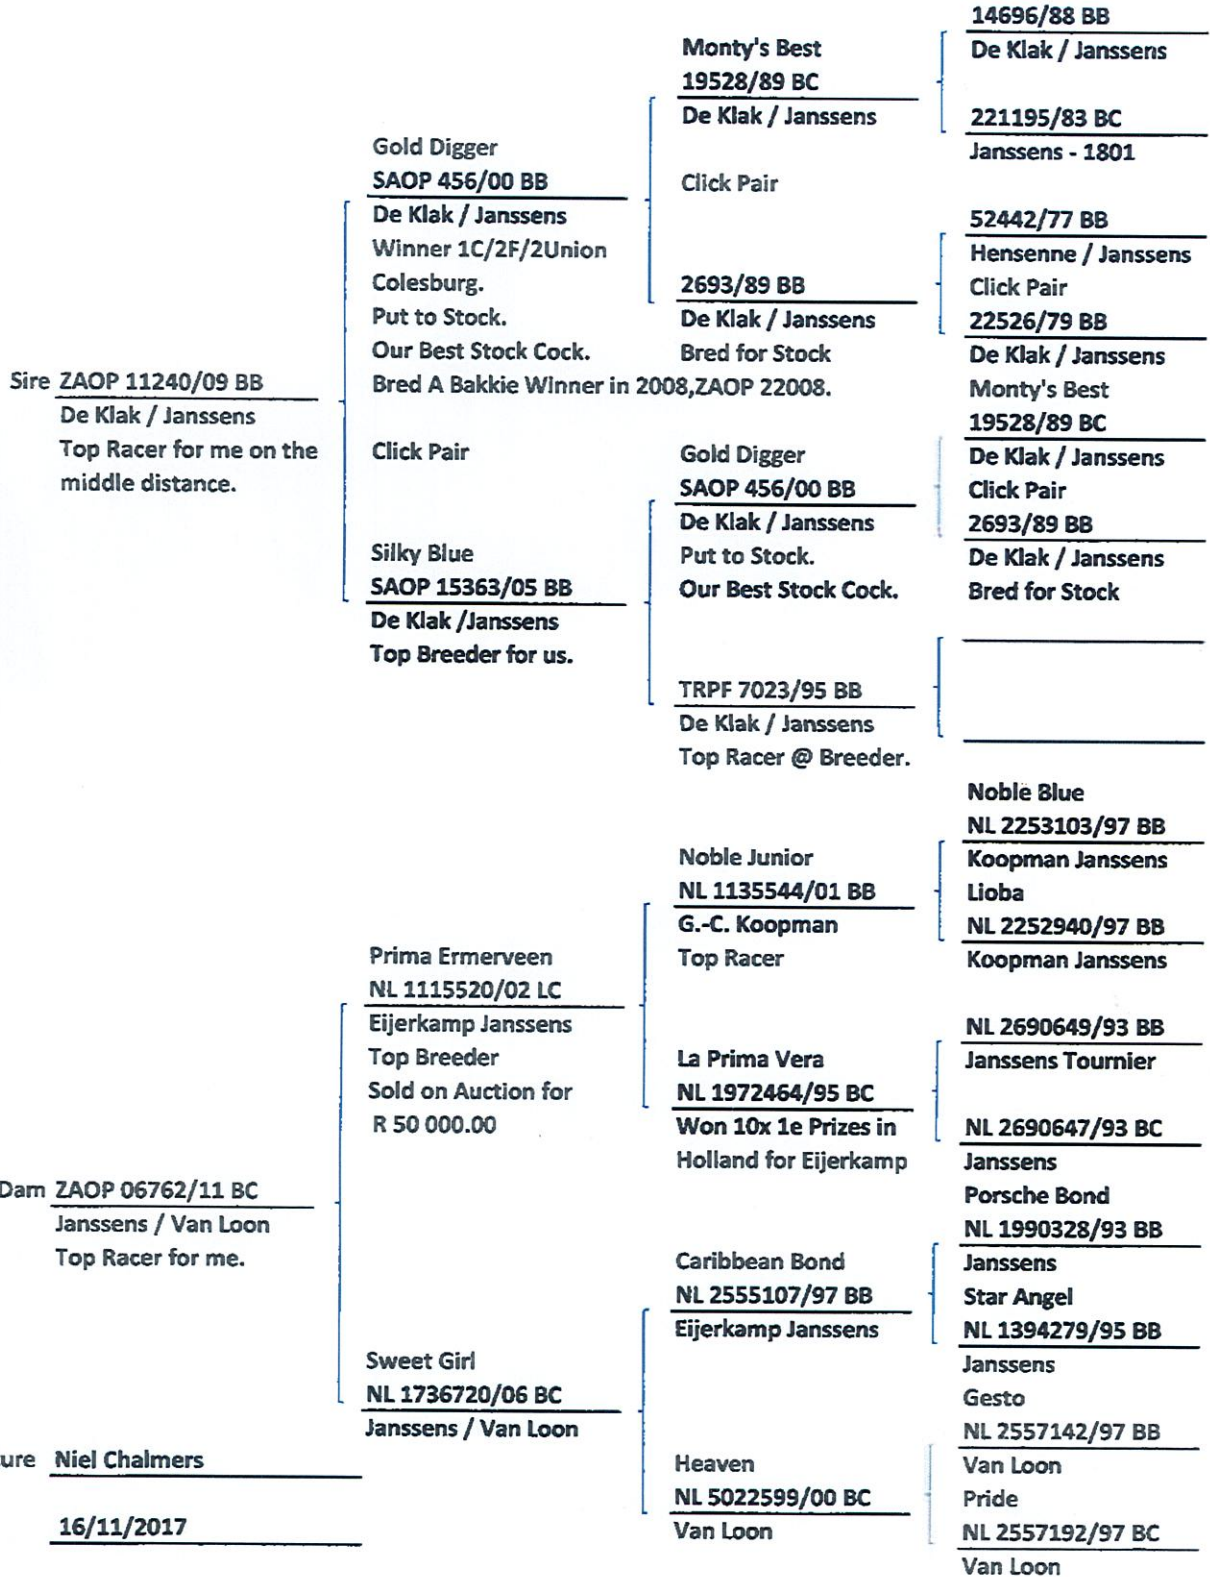 14696/88 BB
De Klak / Janssens
221195/83 BC
Janssens - 1801
Monty's Best
19528/89 BC
De Klak / Janssens
Click Pair
2693/89 BB
De Klak / Janssens
Bred for Stock
52442/77 BB
Hensenne / Janssens
Click Pair
22526/79 BB
De Klak / Janssens
Gold Digger
SAOP 456/00 BB
De Klak / Janssens
Winner 1C/2F/2Union
Colesburg.
Put to Stock.
Our Best Stock Cock.
Bred A Bakkie Winner in 2008,ZAOP 22008.
Click Pair
Silky Blue
SAOP 15363/05 BB
De Klak /Janssens
Top Breeder for us.
Sire ZAOP 11240/09 BB
De Klak / Janssens
Top Racer for me on the
middle distance.
Gold Digger
SAOP 456/00 BB
De Klak / Janssens
Put to Stock.
Our Best Stock Cock.
TRPF 7023/95 BB
De Klak / Janssens
Top Racer @ Breeder.
Monty's Best
19528/89 BC
De Klak / Janssens
Click Pair
2693/89 BB
De Klak / Janssens
Bred for Stock
Noble Blue
NL 2253103/97 BB
Koopman Janssens
Lioba
NL 2252940/97 BB
Koopman Janssens
Noble Junior
NL 1135544/01 BB
G.-C. Koopman
Top Racer
Prima Ermerveen
NL 1115520/02 LC
Eijerkamp Janssens
Top Breeder
Sold on Auction for
R 50 000.00
La Prima Vera
NL 1972464/95 BC
Won 10x 1e Prizes in
Holland for Eijerkamp
NL 2690649/93 BB
Janssens Tournier
NL 2690647/93 BC
Janssens
Dam ZAOP 06762/11 BC
Janssens / Van Loon
Top Racer for me.
Porsche Bond
NL 1990328/93 BB
Janssens
Star Angel
NL 1394279/95 BB
Janssens
Caribbean Bond
NL 2555107/97 BB
Eijerkamp Janssens
Sweet Girl
NL 1736720/06 BC
Janssens / Van Loon
Heaven
NL 5022599/00 BC
Van Loon
Gesto
NL 2557142/97 BB
Van Loon
Pride
NL 2557192/97 BC
Van Loon
ure Niel Chalmers
16/11/2017